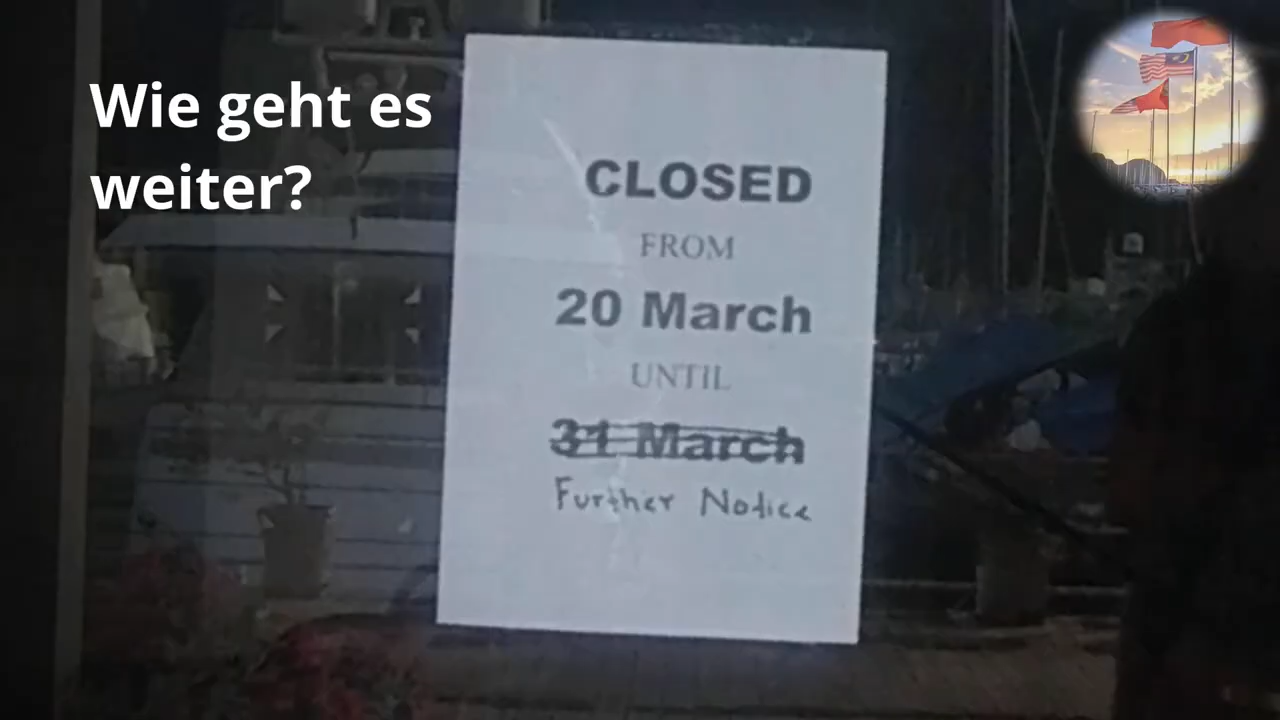 Wie geht es
weiter?
CLOSED
FROM
20 March
UNTIL
31 March
Further Notice